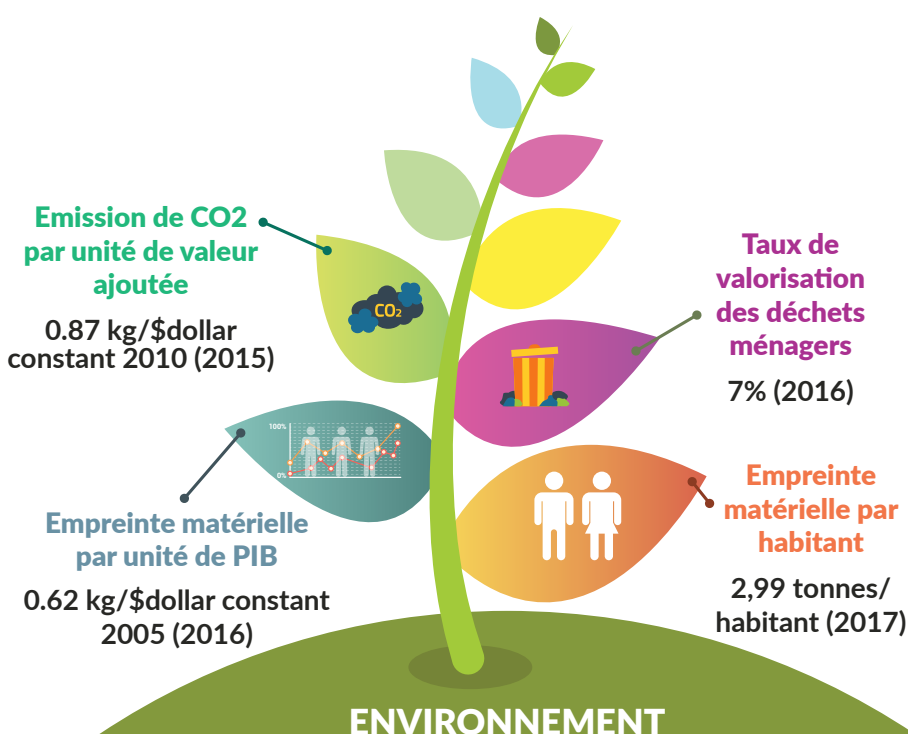 Emission de CO2
par unité de valeur
ajoutée
0.87 kg/$dollar
constant 2010 (2015)
CO2
Taux de
valorisation
des déchets
ménagers
7% (2016)
100%
0%
Empreinte matérielle
par unité de PIB
0.62 kg/$dollar constant
2005 (2016)
Empreinte
matérielle par
habitant
2,99 tonnes/
habitant (2017)
ENVIRONNEMENT